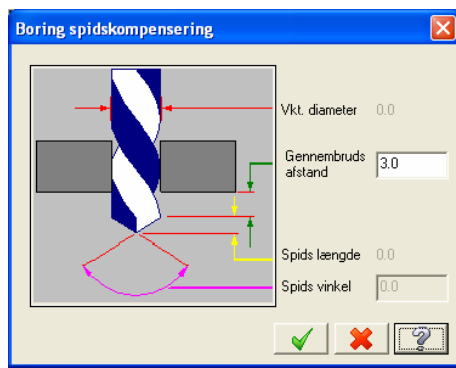 Boring spidskompensering
Vkt. diameter 0.0
Gennembruds
afstand 3.0
Spids længde 0.0
Spids vinkel 0.0